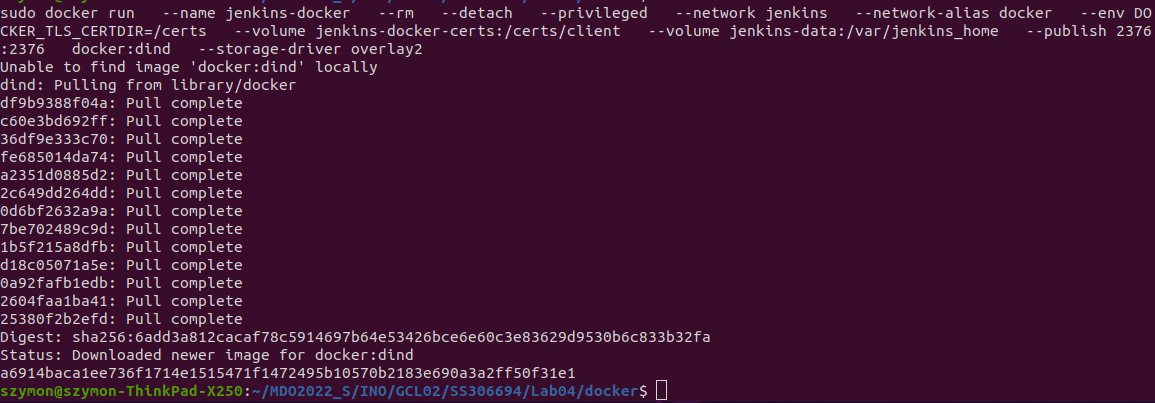 sudo docker run   --name jenkins-docker   --rm   --detach   --privileged   --network jenkins   --network-alias docker   --env DO
CKER_TLS_CERTDIR=/certs   --volume jenkins-docker-certs:/certs/client   --volume jenkins-data:/var/jenkins_home   --publish 2376
:2376   docker:dind   --storage-driver overlay2
Unable to find image 'docker:dind' locally
dind: Pulling from library/docker
df9b9388f04a: Pull complete
c60e3bd692ff: Pull complete
36df9e333c70: Pull complete
fe685014da74: Pull complete
a2351d0885d2: Pull complete
2c649dd264dd: Pull complete
0d6bf2632a9a: Pull complete
7be702489c9d: Pull complete
1b5f215a8dfb: Pull complete
d18c05071a5e: Pull complete
0a92fafb1edb: Pull complete
2604faa1ba41: Pull complete
25380f2b2efd: Pull complete
Digest: sha256:6add3a812cacaf78c5914697b64e53426bce6e60c3e83629d9530b6c833b32fa
Status: Downloaded newer image for docker:dind
a6914baca1ee736f1714e1515471f1472495b10570b2183e690a3a2ff50f31e1
szymon@szymon-ThinkPad-X250:~/MDO2022_S/INO/GCL02/SS306694/Lab04/docker$